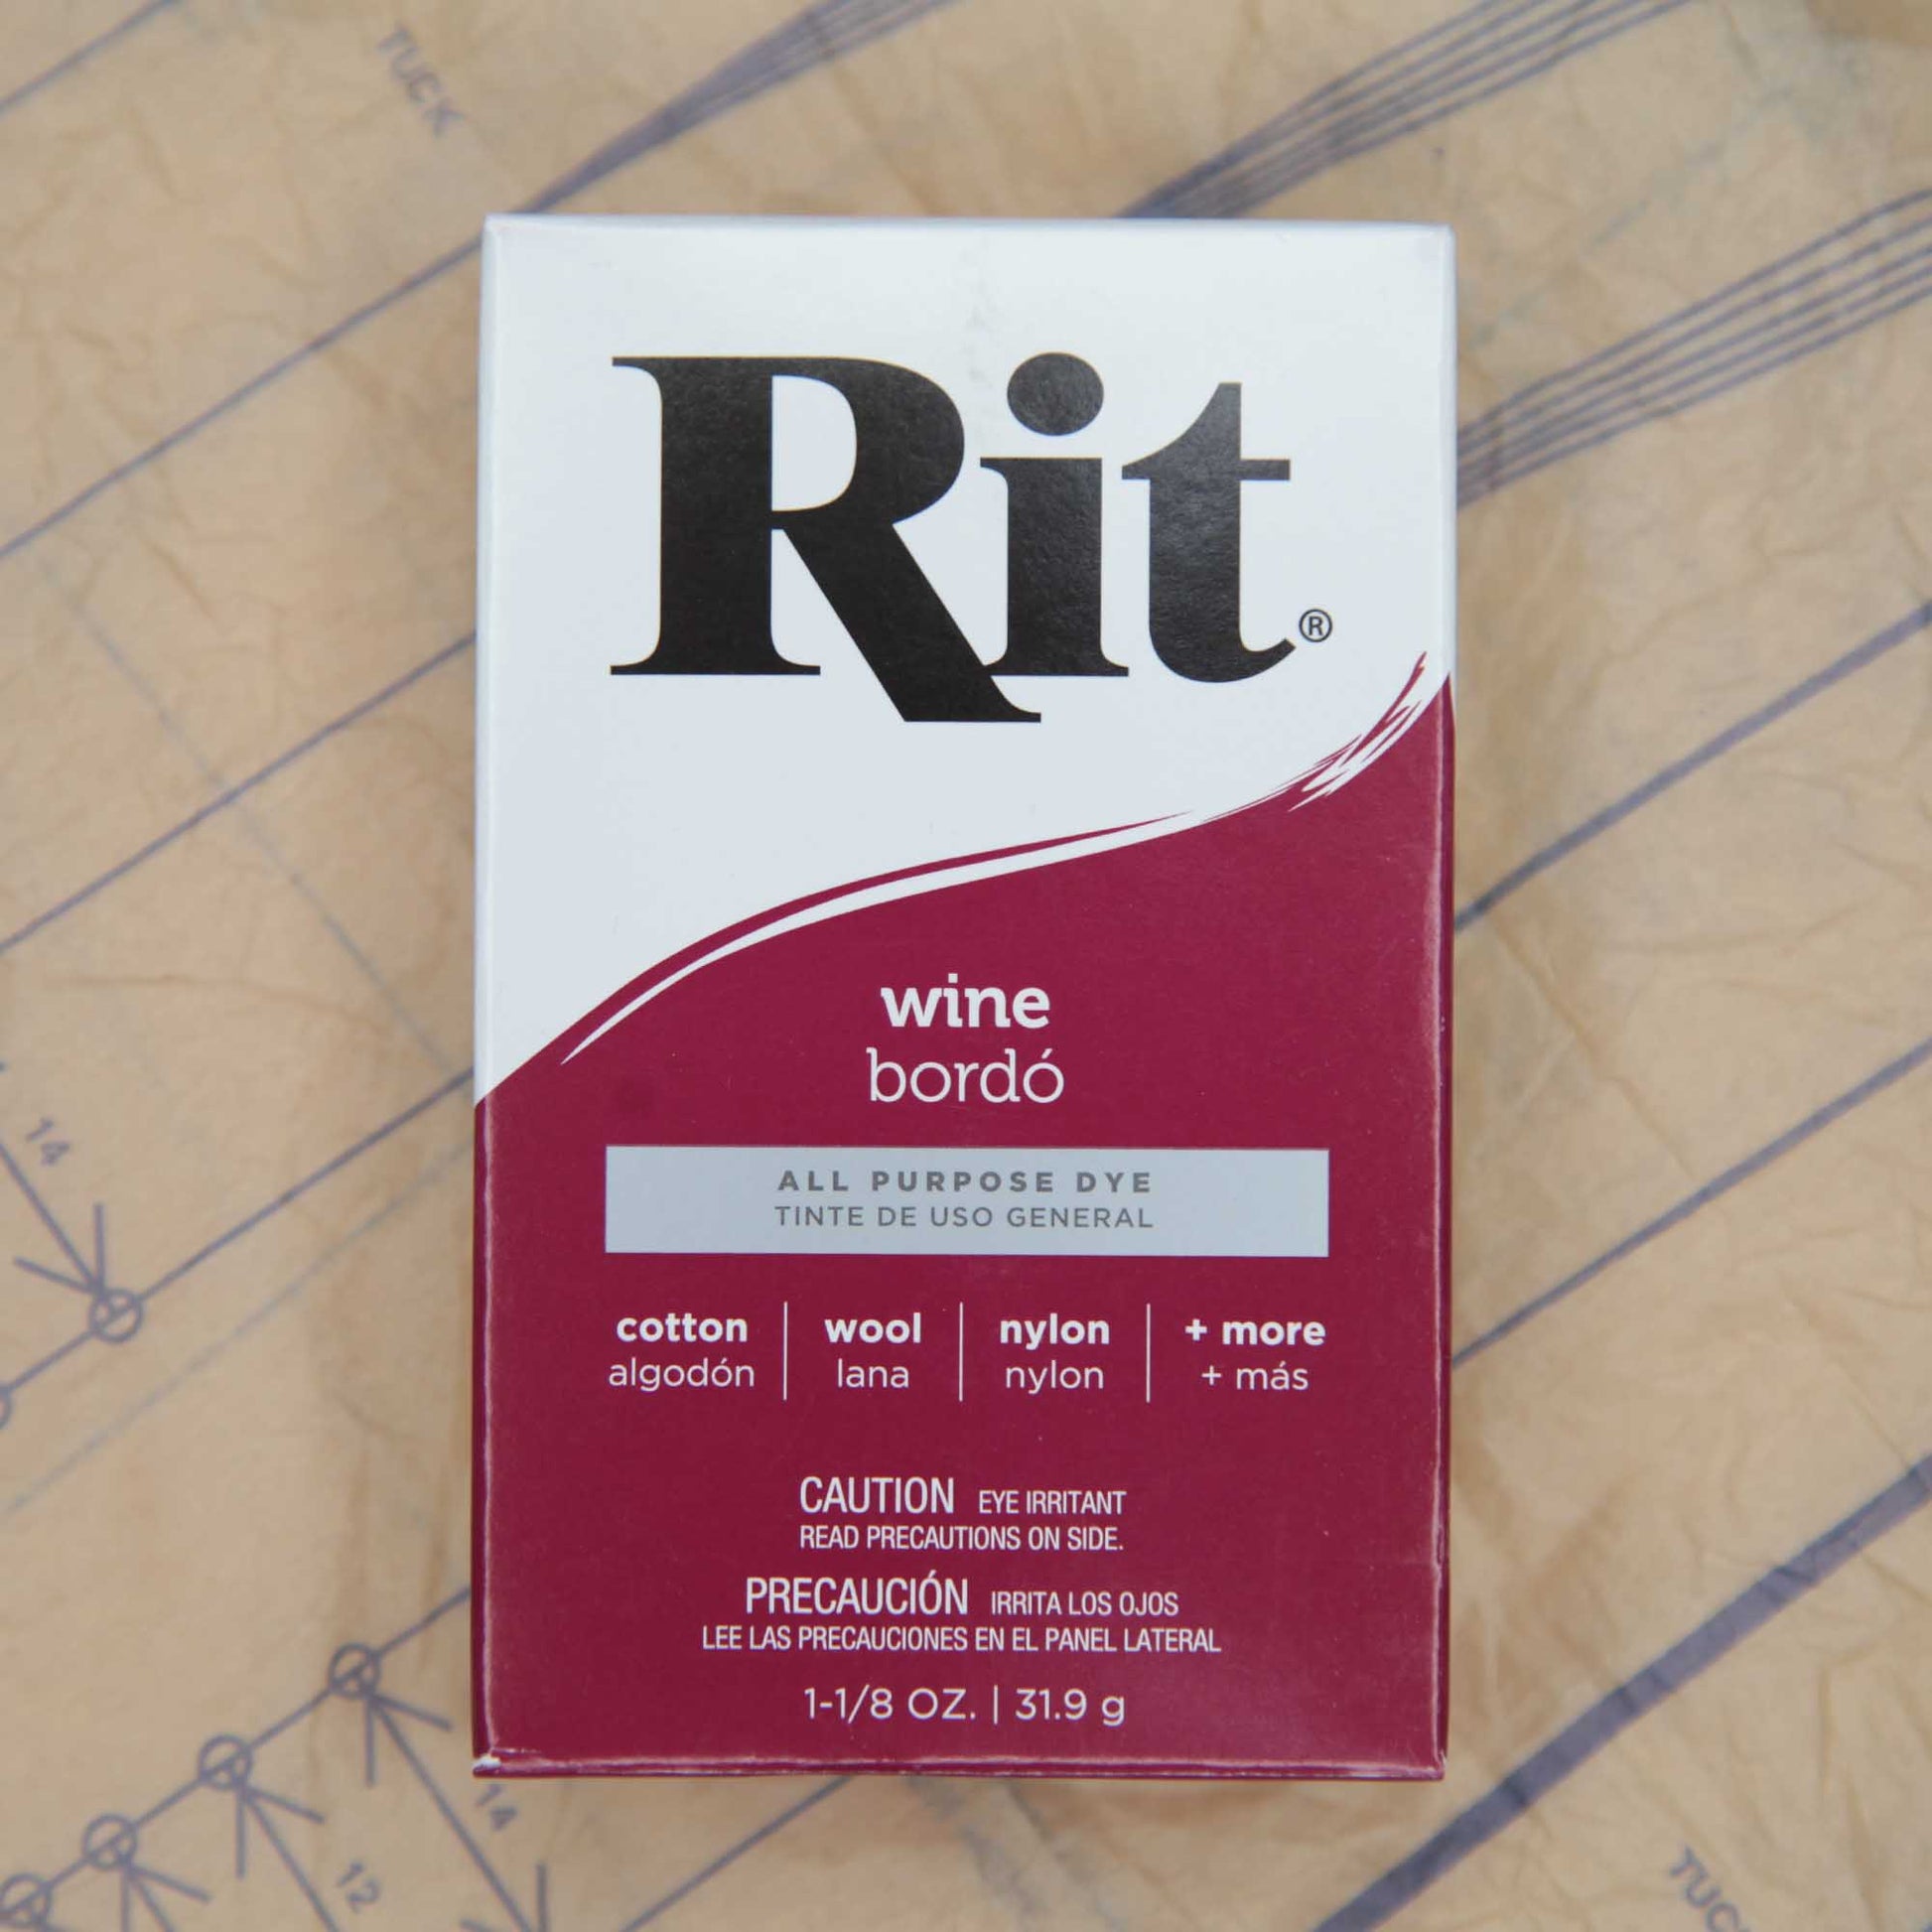 TUCK
Rit®
wine
bordó
ALL PURPOSE DYE
TINTE DE USO GENERAL
cotton | wool | nylon | + more
algodón | lana | nylon | + más
CAUTION EYE IRRITANT
READ PRECAUTIONS ON SIDE.
PRECAUCIÓN IRRITA LOS OJOS
LEE LAS PRECAUCIONES EN EL PANEL LATERAL
1-1/8 OZ. | 31.9 g
14
14
12
TUC